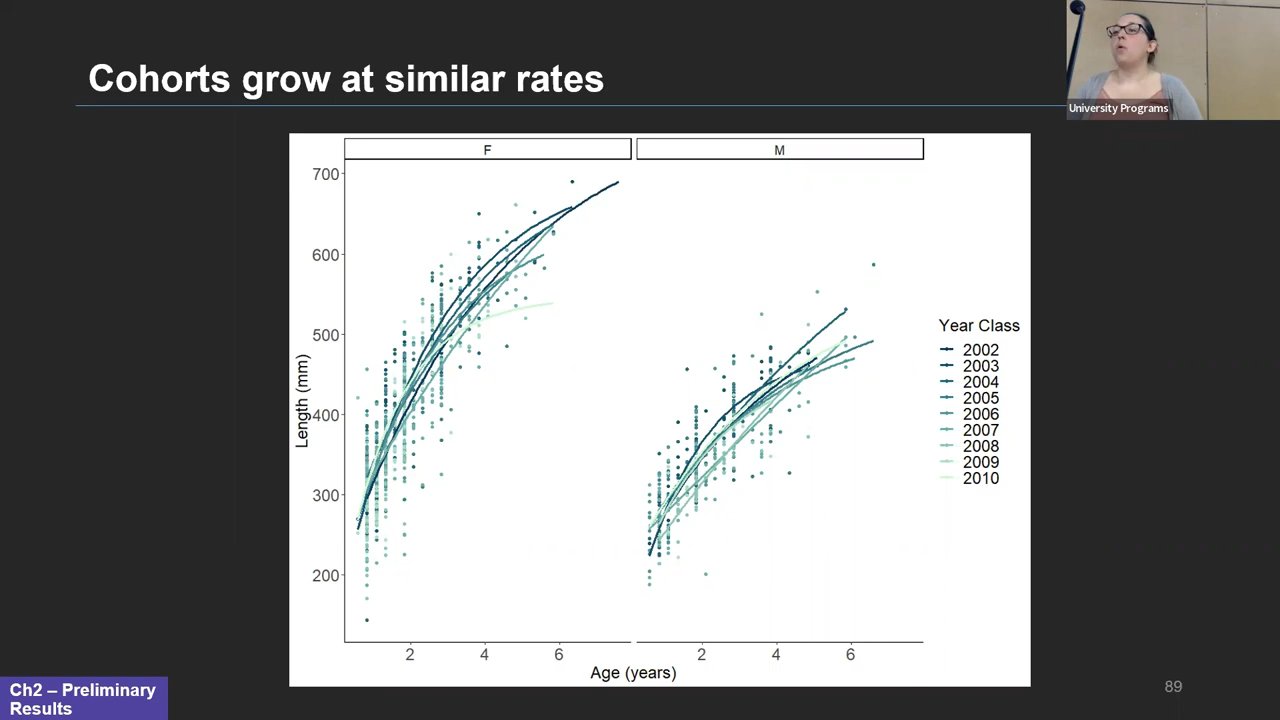 Cohorts grow at similar rates
University Programs
F
M
700
600
500
400
300
200
Length (mm)
2
4
6
2
4
6
Age (years)
Year Class
2002
2003
2004
2005
2006
2007
2008
2009
2010
Ch2 – Preliminary
Results
89